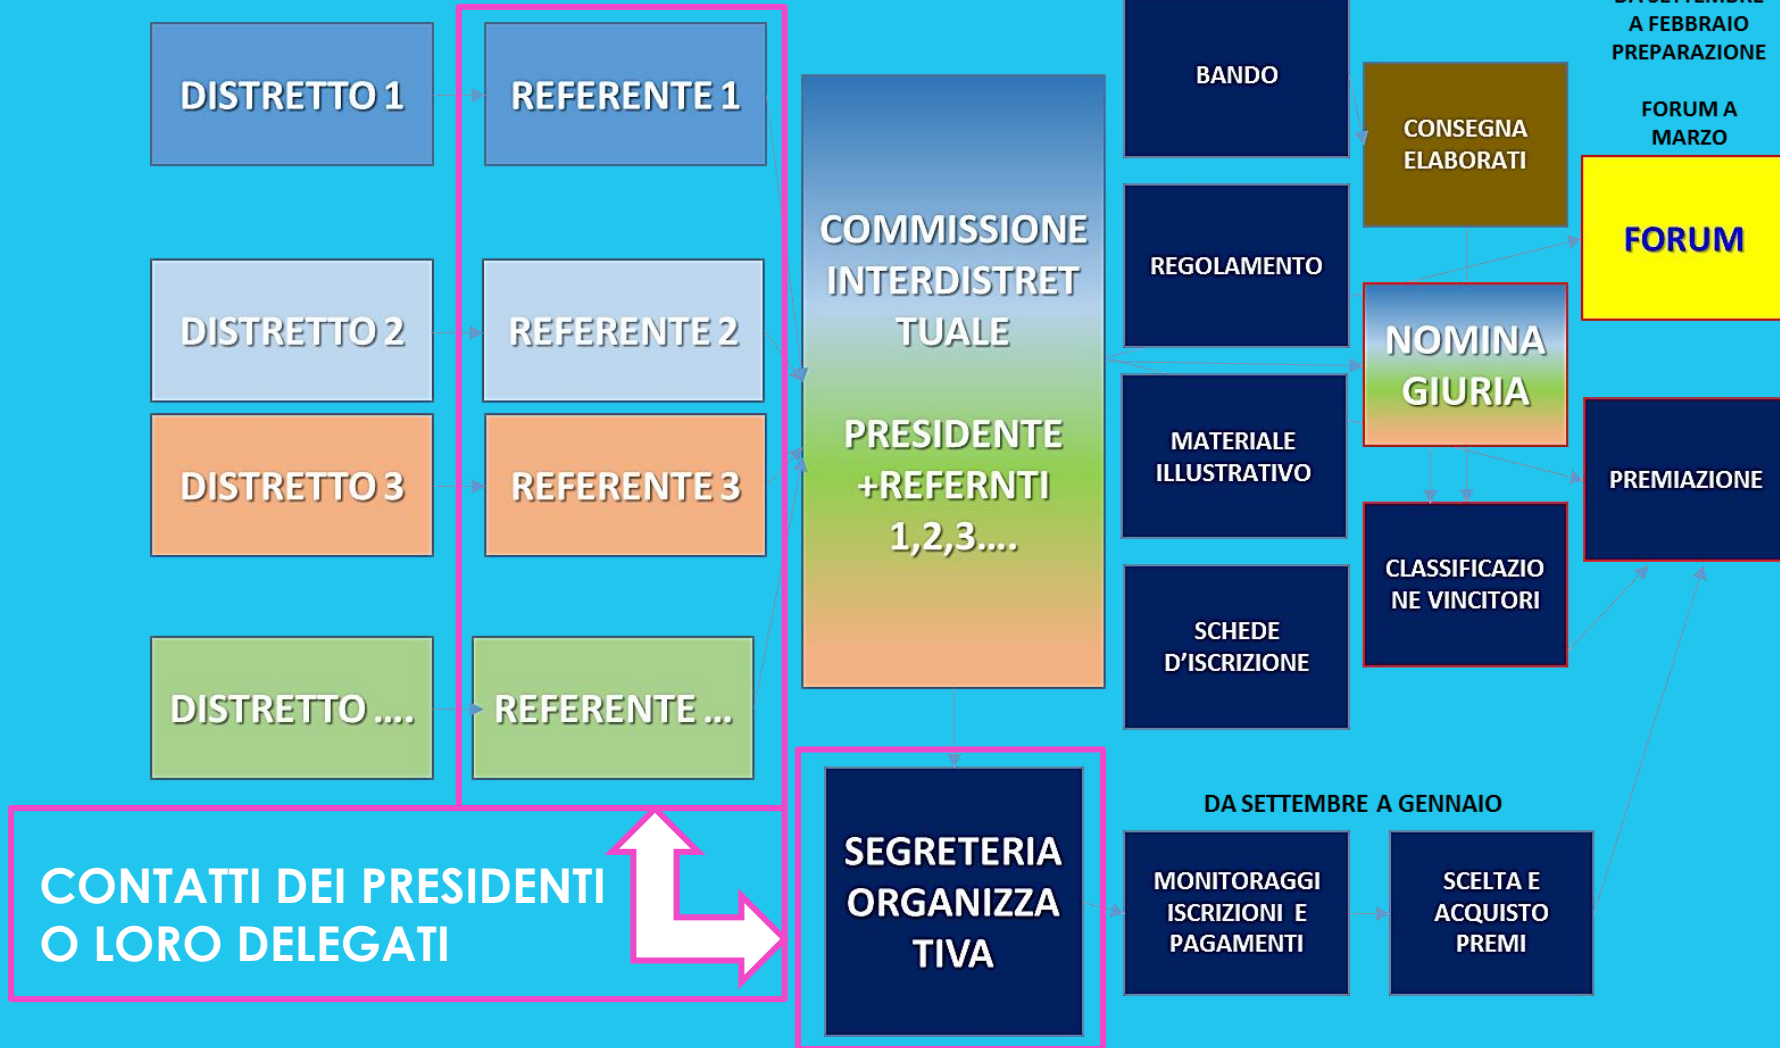 DISTRETTO 1
REFERENTE 1
DISTRETTO 2
REFERENTE 2
DISTRETTO 3
REFERENTE 3
DISTRETTO ....
REFERENTE ...
COMMISSIONE
INTERDISTRET
TUALE
PRESIDENTE
+REFERNTI
1,2,3....
BANDO
REGOLAMENTO
MATERIALE
ILLUSTRATIVO
SCHEDE
D'ISCRIZIONE
CONSEGNA
ELABORATI
NOMINA
GIURIA
CLASSIFICAZIO
NE VINCITORI
DA SETTEMBRE
A FEBBRAIO
PREPARAZIONE
FORUM A
MARZO
FORUM
PREMIAZIONE
CONTATTI DEI PRESIDENTI
O LORO DELEGATI
SEGRETERIA
ORGANIZZA
TIVA
DA SETTEMBRE A GENNAIO
MONITORAGGI
ISCRIZIONI E
PAGAMENTI
SCELTA E
ACQUISTO
PREMI